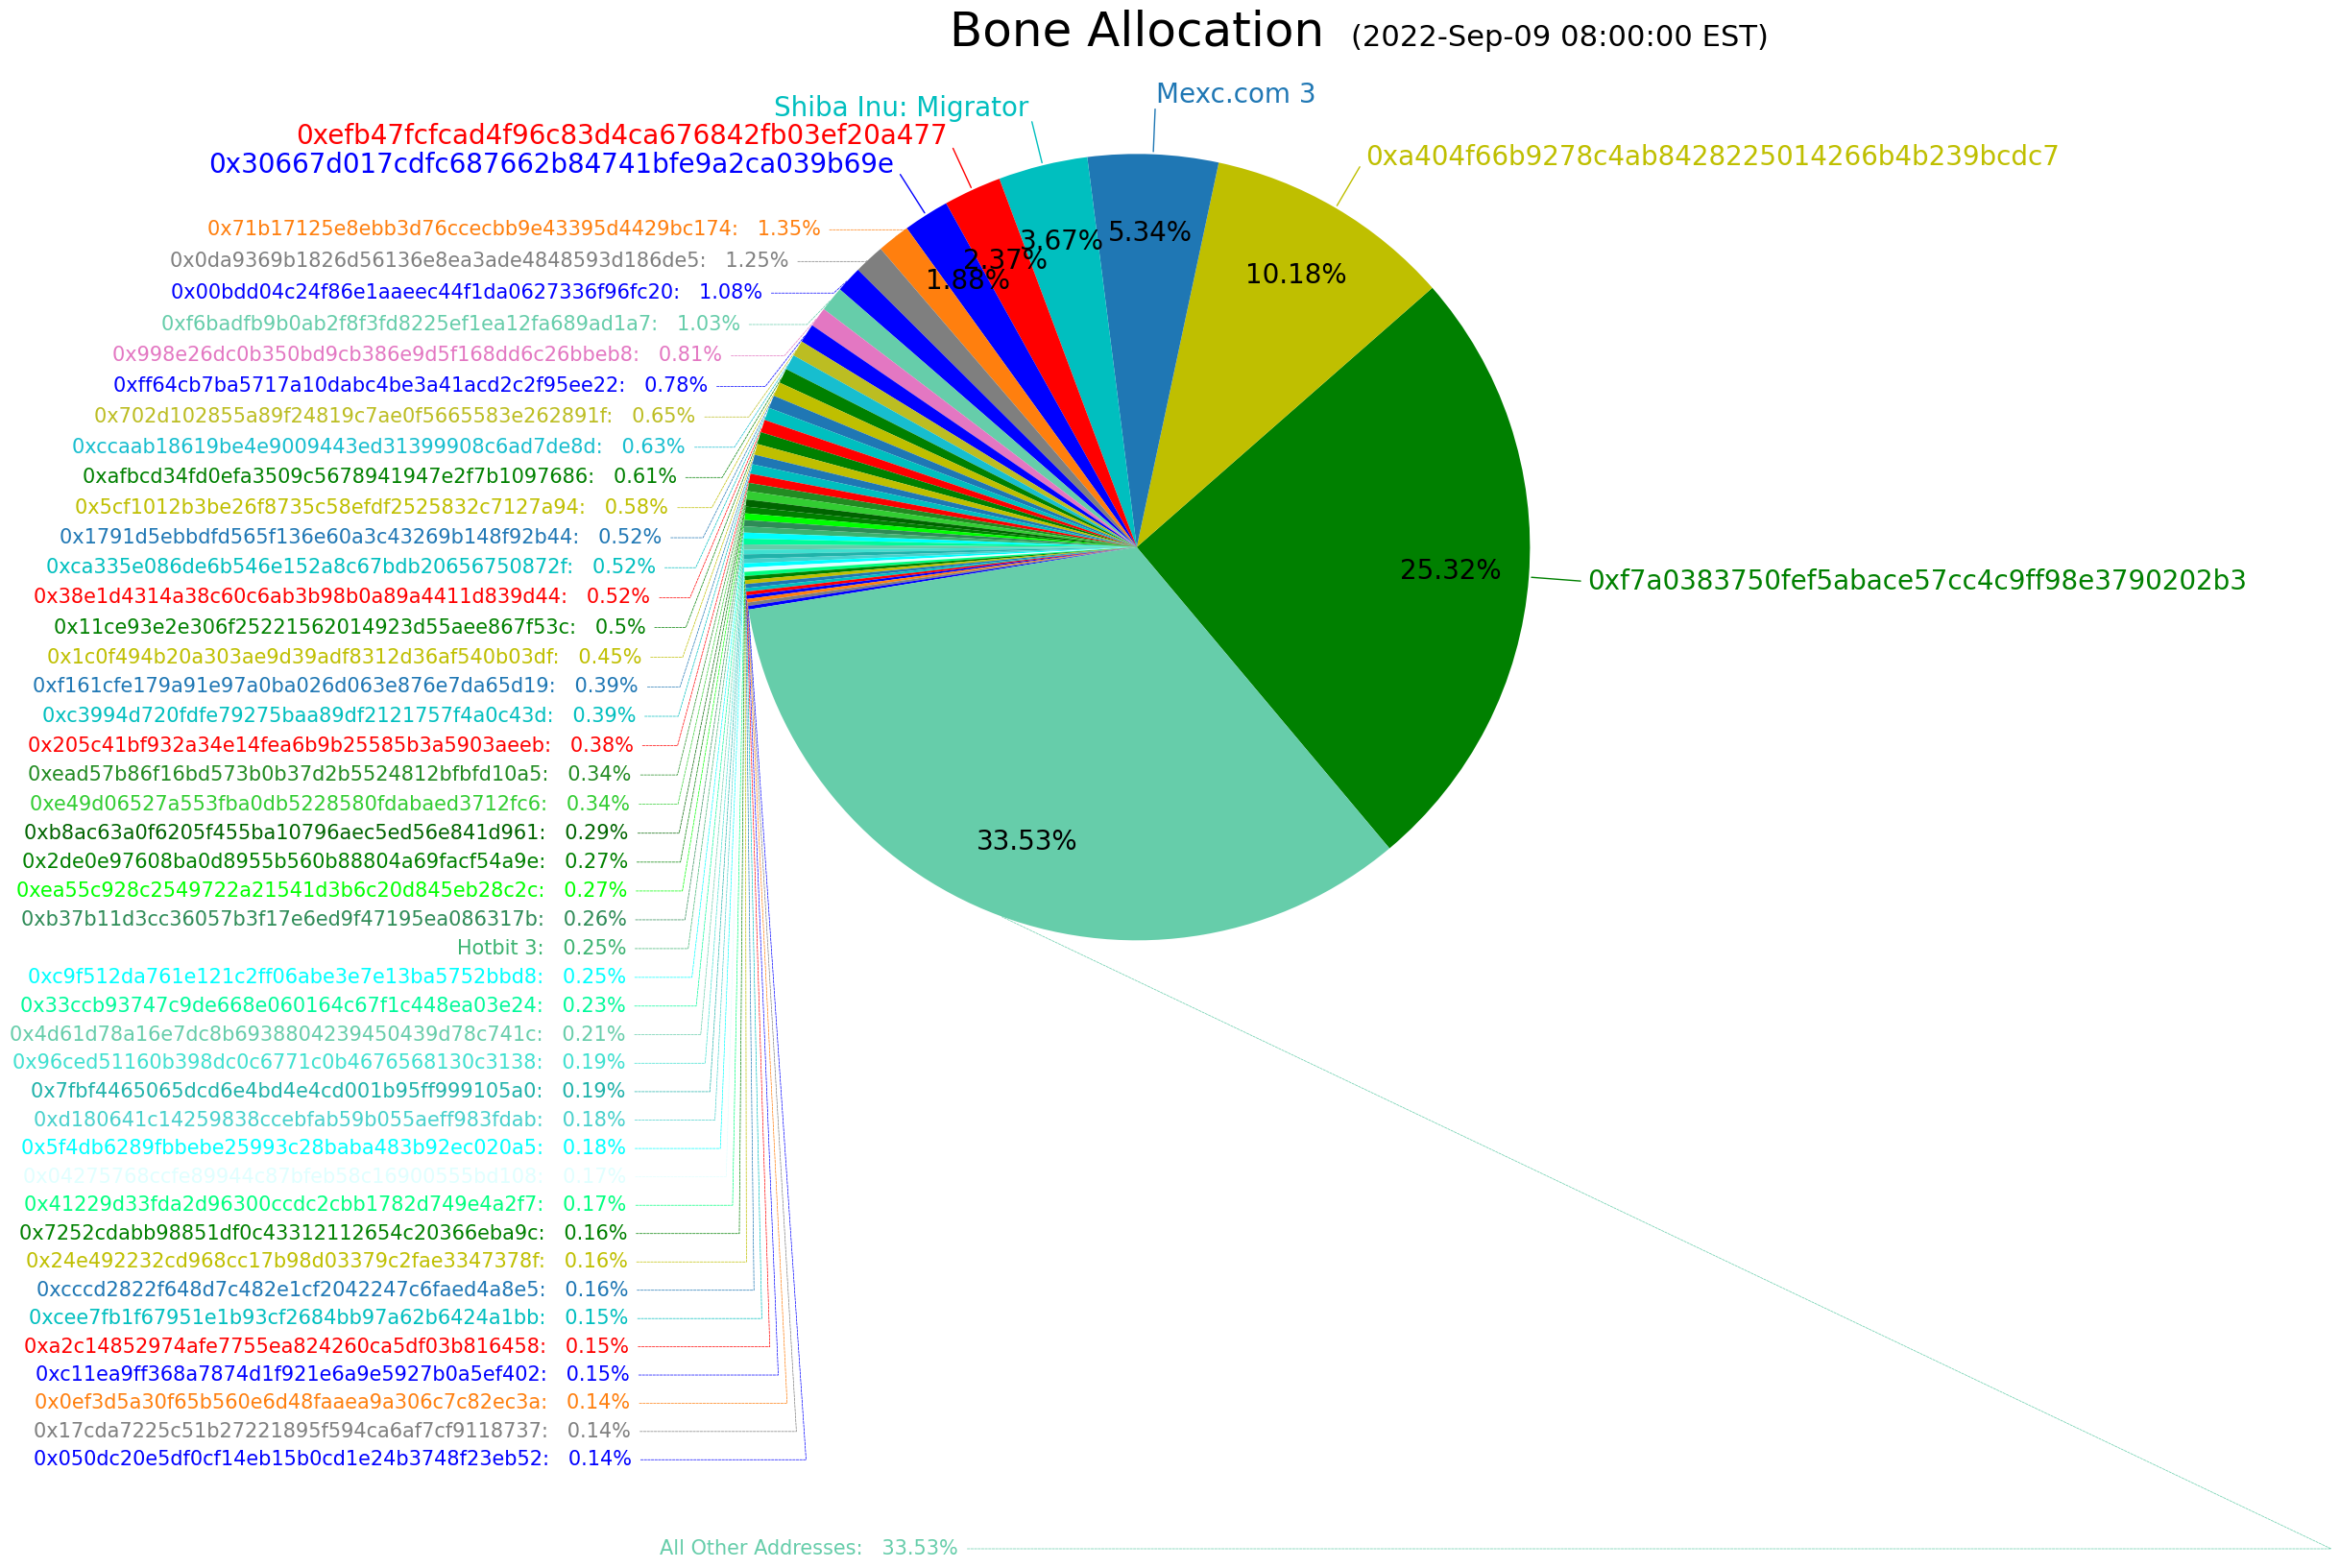 Bone Allocation (2022-Sep-09 08:00:00 EST)
Mexc.com 3
Shiba Inu: Migrator
0xefb47fcfcad4f96c83d4ca676842fb03ef20a477
0x30667d017cdfc687662b84741bfe9a2ca039b69e
0xa404f66b9278c4ab8428225014266b4b239bcdc7
0xf7a0383750fef5abace57cc4c9ff98e3790202b3
5.34%
3.67%
2.37%
1.88%
10.18%
25.32%
33.53%
0x71b17125e8ebb3d76ccecbb9e43395d4429bc174: 1.35%
0x0da9369b1826d56136e8ea3ade4848593d186de5: 1.25%
0x00bdd04c24f86e1aaeec44f1da0627336f96fc20: 1.08%
0xf6badfb9b0ab2f8f3fd8225ef1ea12fa689ad1a7: 1.03%
0x998e26dc0b350bd9cb386e9d5f168dd6c26bbeb8: 0.81%
0xff64cb7ba5717a10dabc4be3a41acd2c2f95ee22: 0.78%
0x702d102855a89f24819c7ae0f5665583e262891f: 0.65%
0xccaab18619be4e9009443ed31399908c6ad7de8d: 0.63%
0xafbcd34fd0efa3509c5678941947e2f7b1097686: 0.61%
0x5cf1012b3be26f8735c58efdf2525832c7127a94: 0.58%
0x1791d5ebbdfd565f136e60a3c43269b148f92b44: 0.52%
0xca335e086de6b546e152a8c67bdb20656750872f: 0.52%
0x38e1d4314a38c60c6ab3b98b0a89a4411d839d44: 0.52%
0x11ce93e2e306f25221562014923d55aee867f53c: 0.5%
0x1c0f494b20a303ae9d39adf8312d36af540b03df: 0.45%
0xf161cfe179a91e97a0ba026d063e876e7da65d19: 0.39%
0xc3994d720fdfe79275baa89df2121757f4a0c43d: 0.39%
0x205c41bf932a34e14fea6b9b25585b3a5903aeeb: 0.38%
0xead57b86f16bd573b0b37d2b5524812bfbfd10a5: 0.34%
0xe49d06527a553fba0db5228580fdabaed3712fc6: 0.34%
0xb8ac63a0f6205f455ba10796aec5ed56e841d961: 0.29%
0x2de0e97608ba0d8955b560b88804a69facf54a9e: 0.27%
0xea55c928c2549722a21541d3b6c20d845eb28c2c: 0.27%
0xb37b11d3cc36057b3f17e6ed9f47195ea086317b: 0.26%
Hotbit 3: 0.25%
0xc9f512da761e121c2ff06abe3e7e13ba5752bbd8: 0.25%
0x33ccb93747c9de668e060164c67f1c448ea03e24: 0.23%
0x4d61d78a16e7dc8b6938804239450439d78c741c: 0.21%
0x96ced51160b398dc0c6771c0b4676568130c3138: 0.19%
0x7fbf4465065dcd6e4bd4e4cd001b95ff999105a0: 0.19%
0xd180641c14259838ccebfab59b055aeff983fdab: 0.18%
0x5f4db6289fbbebe25993c28baba483b92ec020a5: 0.18%
0.17%
0x41229d33fda2d96300ccdc2cbb1782d749e4a2f7: 0.17%
0x7252cdabb98851df0c43312112654c20366eba9c: 0.16%
0x24e492232cd968cc17b98d03379c2fae3347378f: 0.16%
0xcccd2822f648d7c482e1cf2042247c6faed4a8e5: 0.16%
0xcee7fb1f67951e1b93cf2684bb97a62b6424a1bb: 0.15%
0xa2c14852974afe7755ea824260ca5df03b816458: 0.15%
0xc11ea9ff368a7874d1f921e6a9e5927b0a5ef402: 0.15%
0x0ef3d5a30f65b560e6d48faaea9a306c7c82ec3a: 0.14%
0x17cda7225c51b27221895f594ca6af7cf9118737: 0.14%
0x050dc20e5df0cf14eb15b0cd1e24b3748f23eb52: 0.14%
All Other Addresses: 33.53%